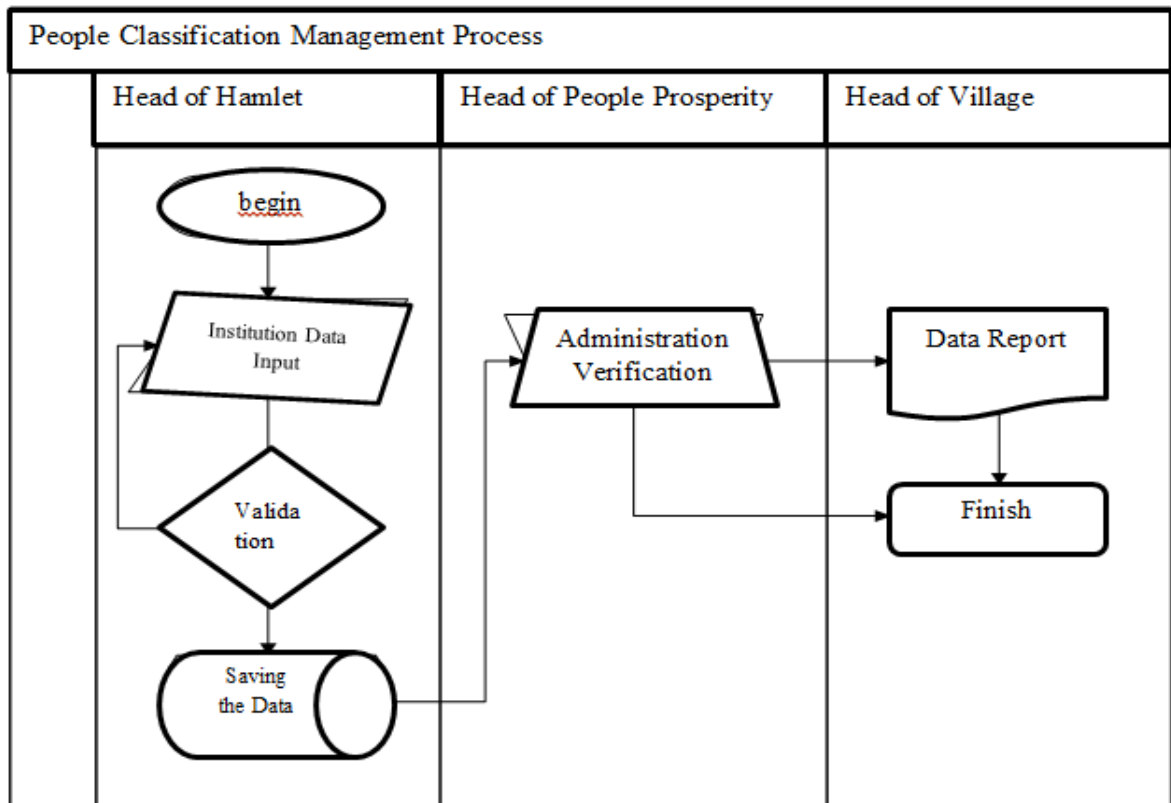 People Classification Management Process
Head of Hamlet
Head of People Prosperity
Head of Village
begin
Institution Data
Input
Valida
tion
Saving
the Data
Administration
Verification
Data Report
Finish